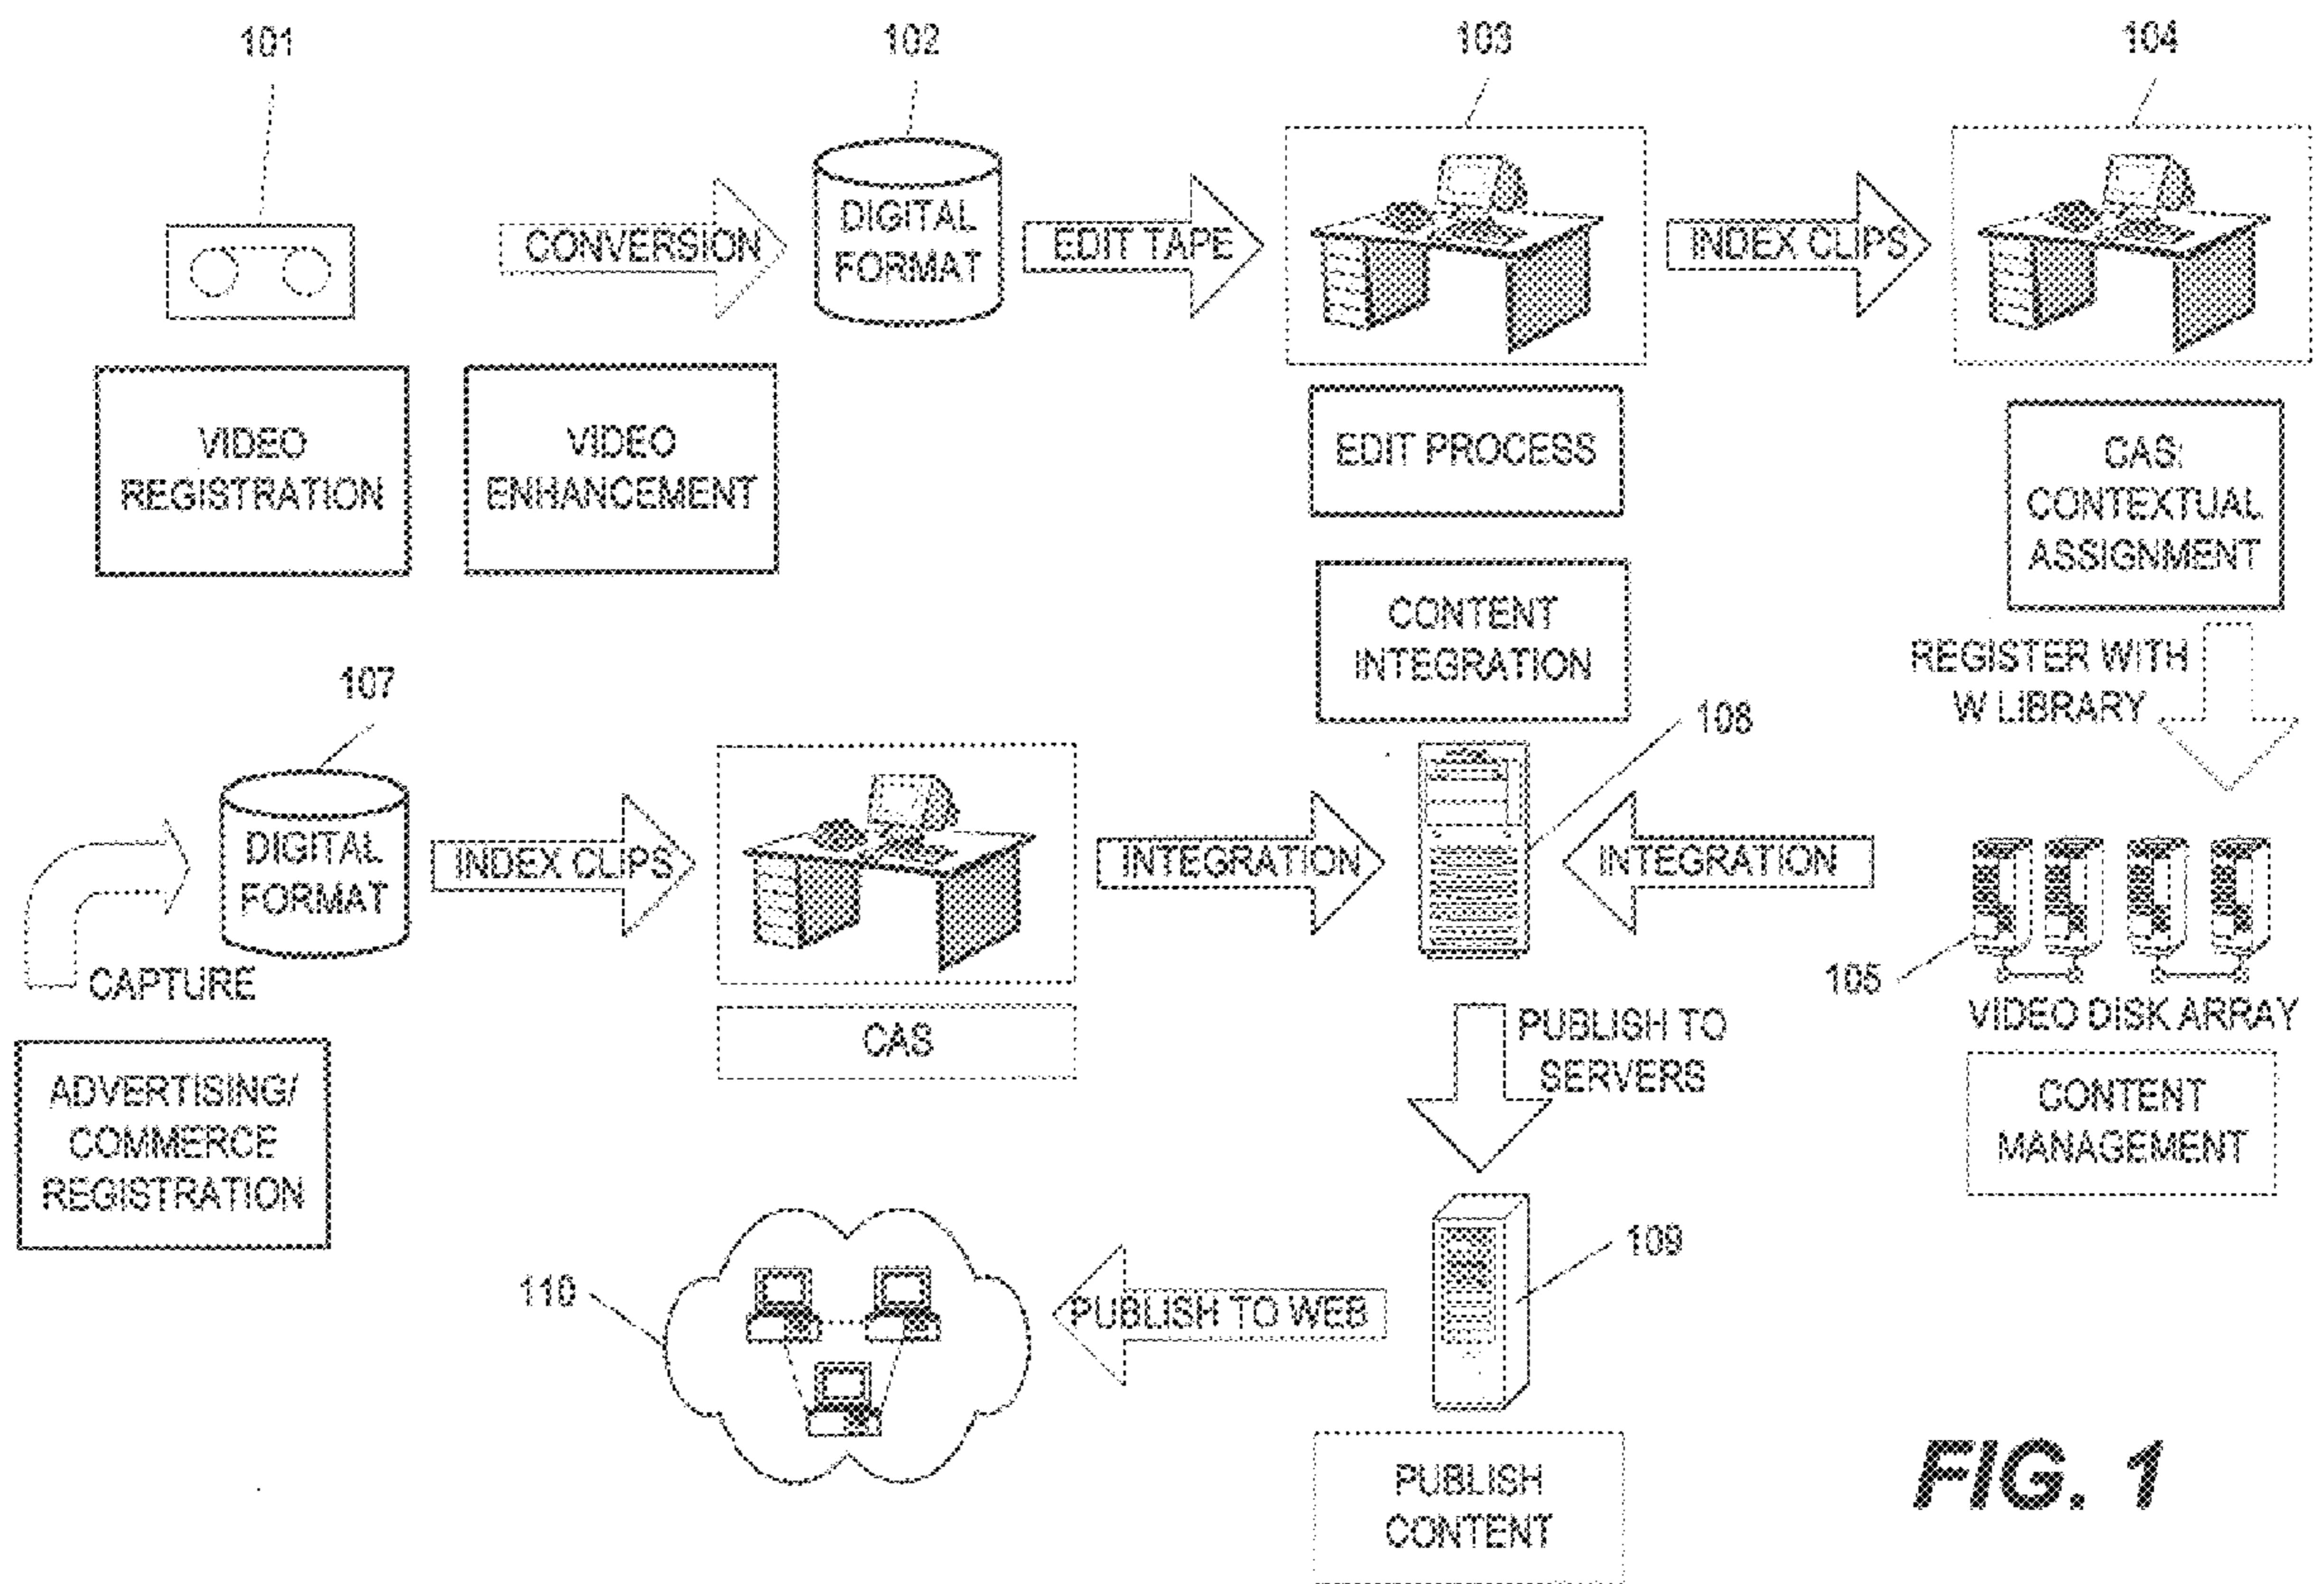 101
102
103
104
CONVERSION
DIGITAL
FORMAT
EDIT TAPE
INDEX CLIPS
VIDEO
REGISTRATION
VIDEO
ENHANCEMENT
EDIT PROCESS
CAS:
CONTEXTUAL
ASSIGNMENT
CONTENT
INTEGRATION
REGISTER WITH
W LIBRARY
107
108
DIGITAL
FORMAT
INDEX CLIPS
INTEGRATION
INTEGRATION
CAPTURE
105
VIDEO DISK ARRAY
CAS
PUBLISH TO
SERVERS
ADVERTISING/
COMMERCE
REGISTRATION
CONTENT
MANAGEMENT
109
110
PUBLISH TO WEB
PUBLISH
CONTENT
FIG. 1